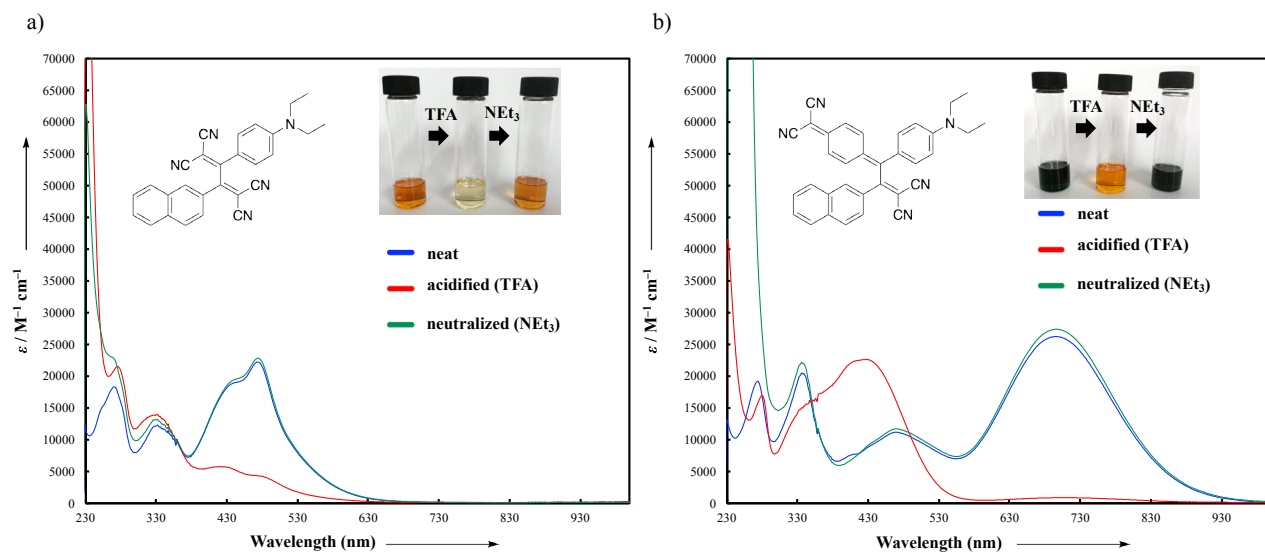 a)
70000
65000
60000
55000
50000
45000
40000
35000
30000
25000
20000
15000
10000
5000
0
ε / M⁻¹ cm⁻¹
230 330 430 530 630 730 830 930
Wavelength (nm)
CN
NC
CN
CN
N
TFA
NEt₃
neat
acidified (TFA)
neutralized (NEt₃)
b)
70000
65000
60000
55000
50000
45000
40000
35000
30000
25000
20000
15000
10000
5000
0
ε / M⁻¹ cm⁻¹
230 330 430 530 630 730 830 930
Wavelength (nm)
CN
NC
CN
CN
N
TFA
NEt₃
neat
acidified (TFA)
neutralized (NEt₃)